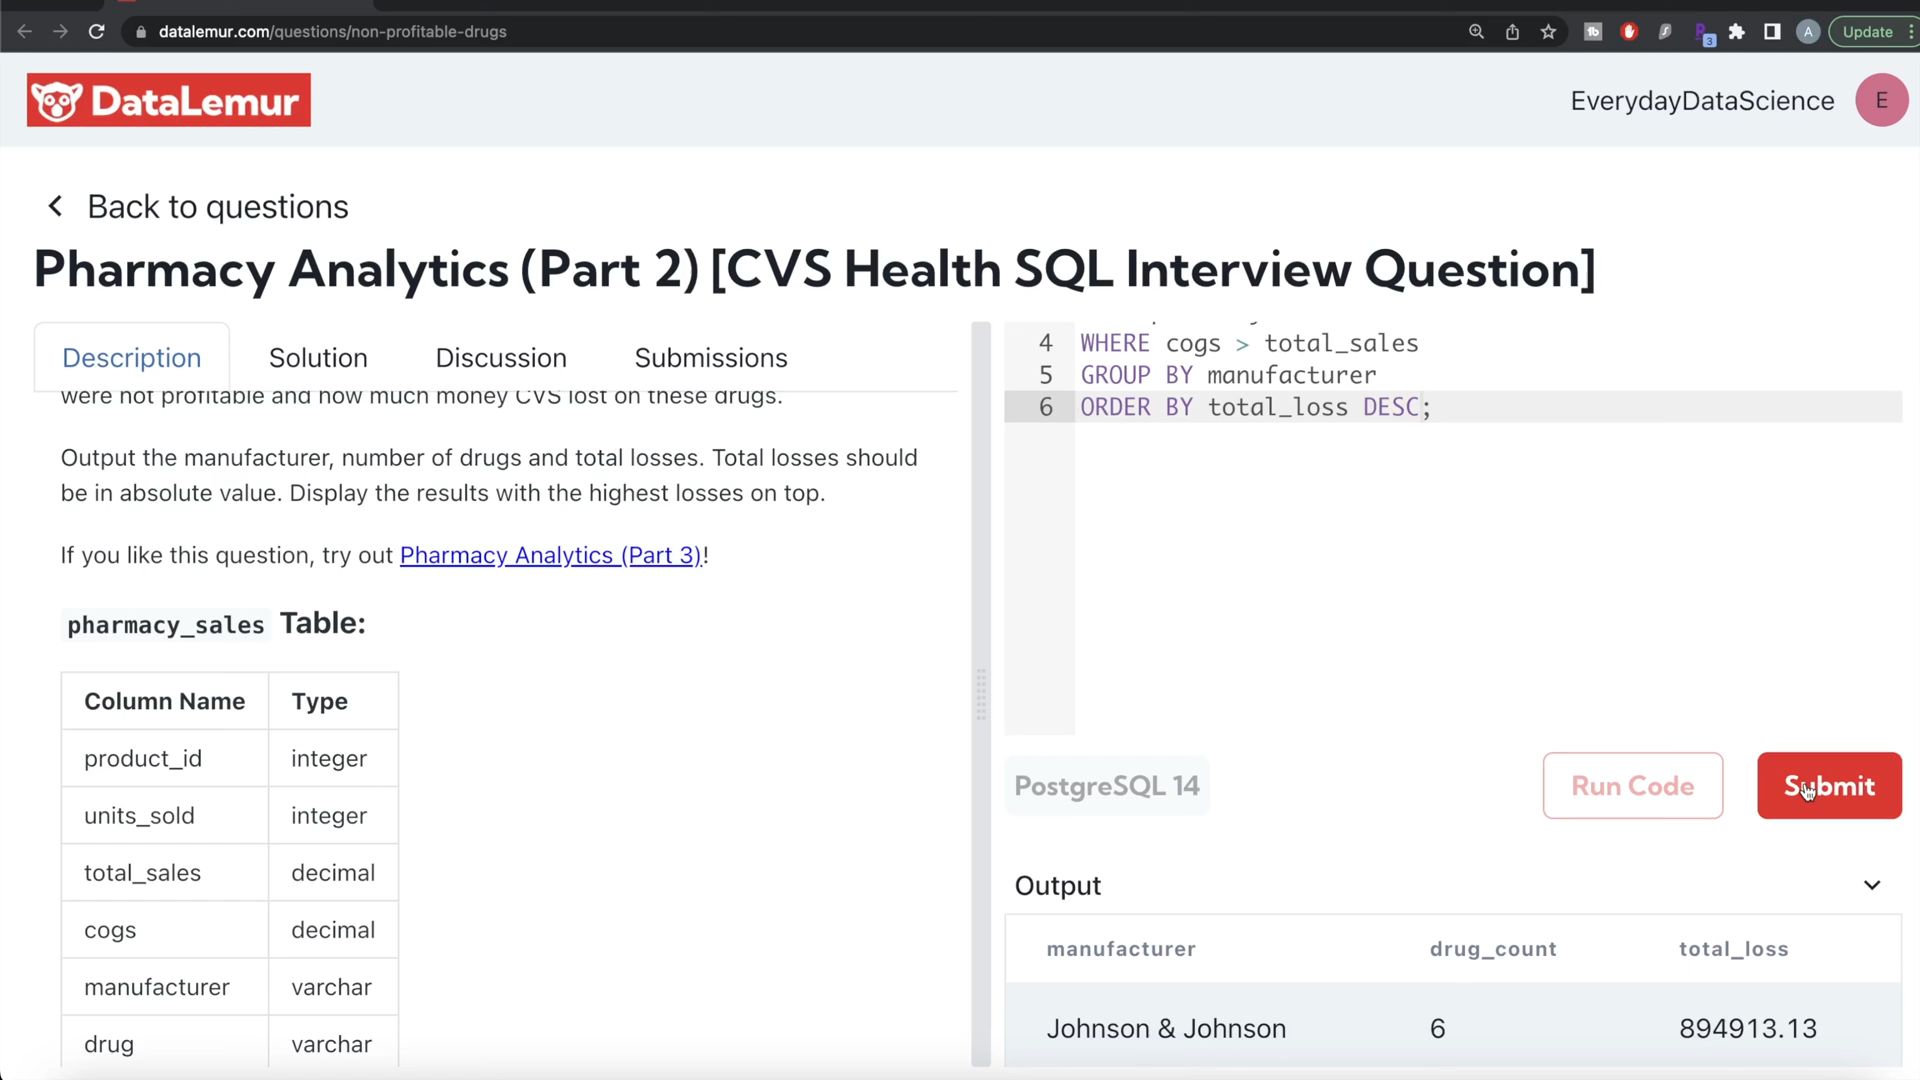 datalemur.com/questions/non-profitable-drugs
3
A
Update
DataLemur
EverydayDataScience
E
Back to questions
Pharmacy Analytics (Part 2) [CVS Health SQL Interview Question]
Description
Solution
Discussion
Submissions
were not profitable and how much money CVS lost on these drugs.
Output the manufacturer, number of drugs and total losses. Total losses should
be in absolute value. Display the results with the highest losses on top.
If you like this question, try out Pharmacy Analytics (Part 3)!
pharmacy_sales Table:
Column Name Type
product_id integer
units_sold integer
total_sales decimal
cogs decimal
manufacturer varchar
drug varchar
4 WHERE cogs > total_sales
5 GROUP BY manufacturer
6 ORDER BY total_loss DESC;
PostgreSQL 14
Run Code
Submit
Output
manufacturer drug_count total_loss
Johnson & Johnson 6 894913.13